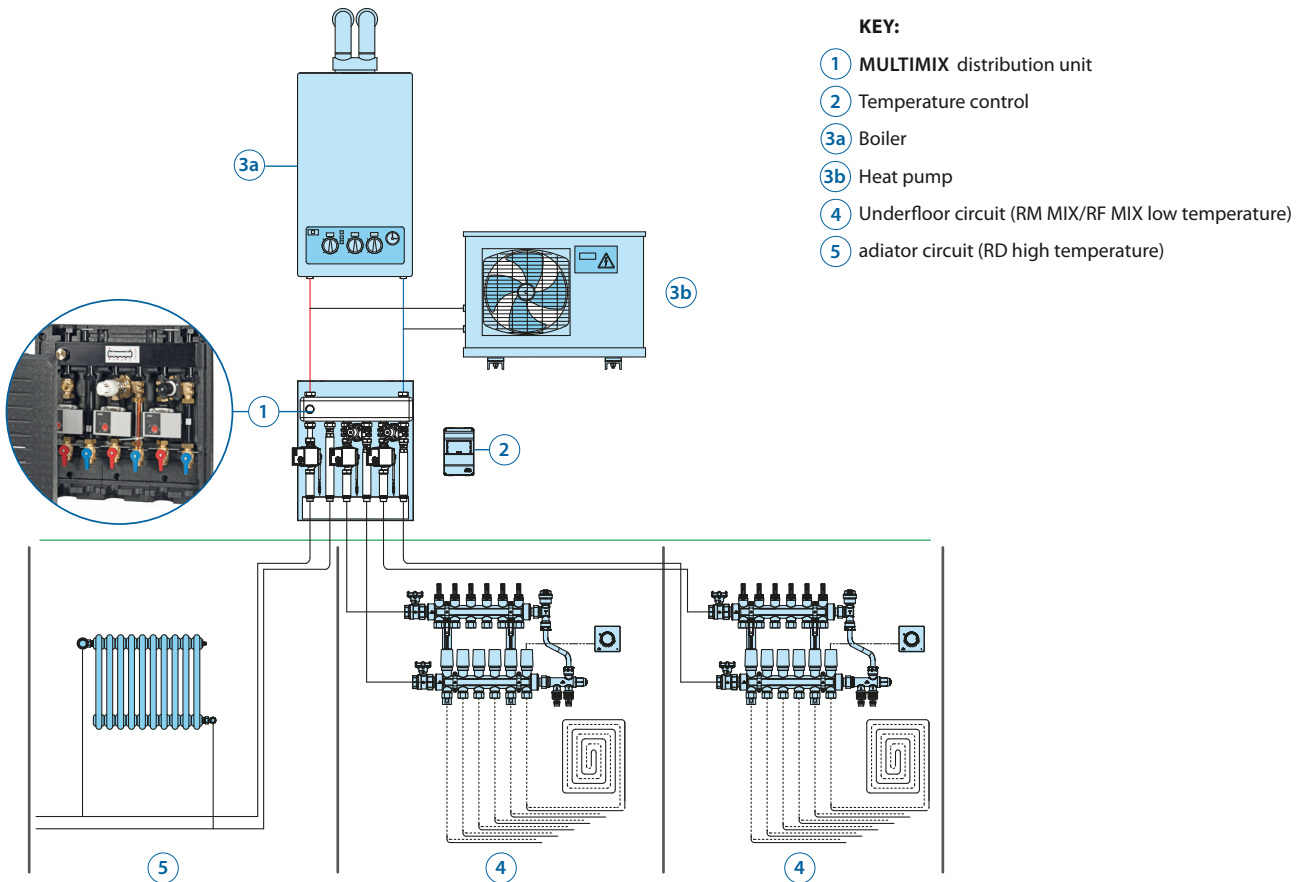 KEY:
1 MULTIMIX distribution unit
2 Temperature control
3a Boiler
3b Heat pump
4 Underfloor circuit (RM MIX/RF MIX low temperature)
5 adiator circuit (RD high temperature)
3a
3b
1
2
5
4
4